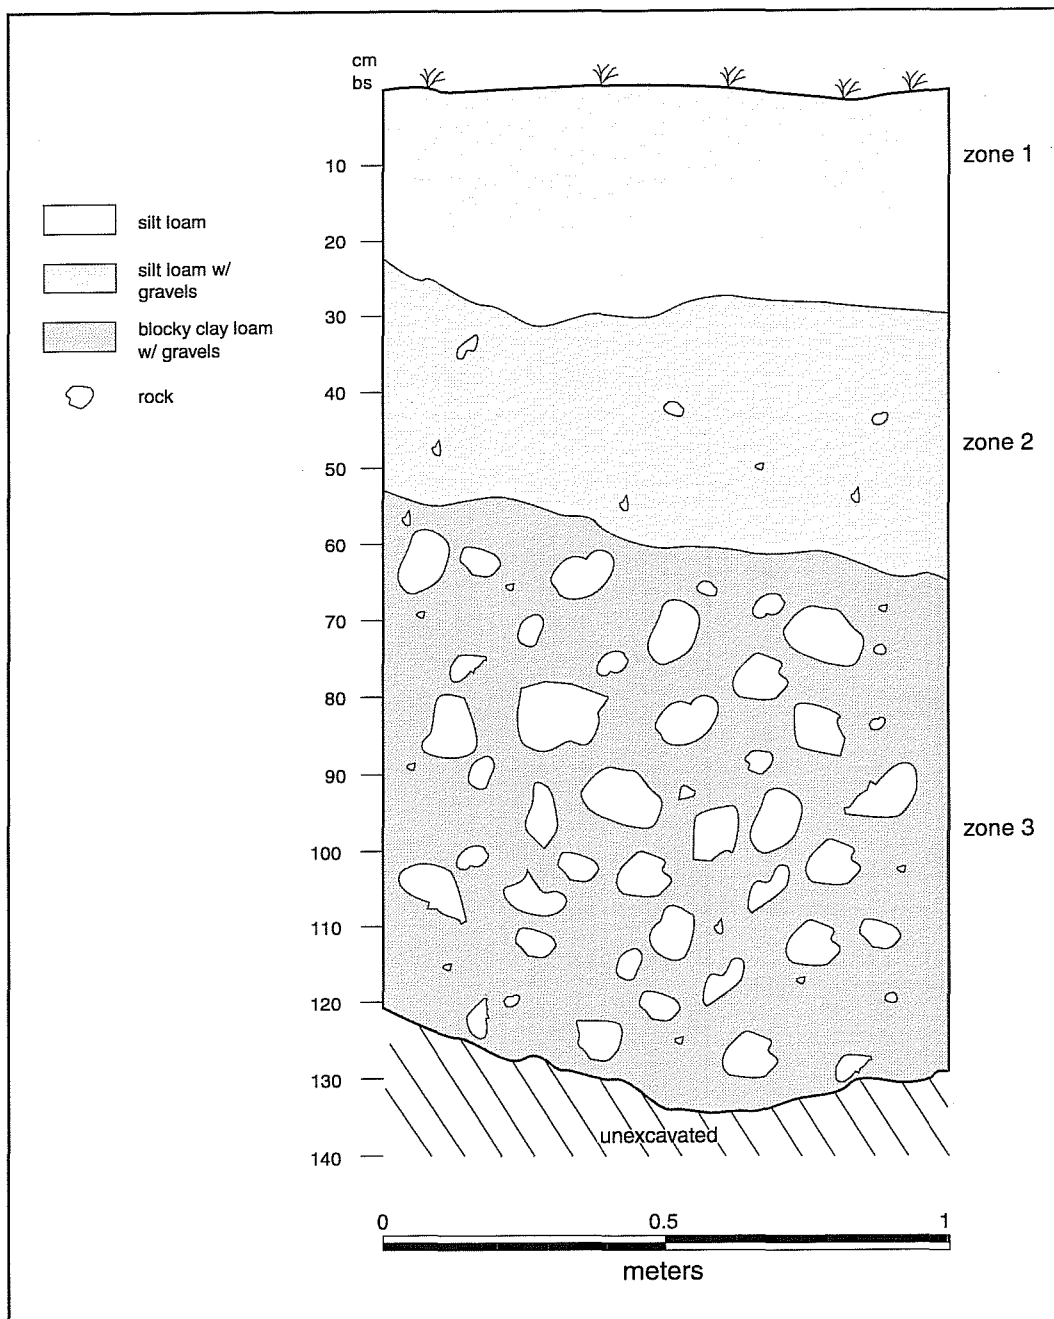 cm
bs
10
20
30
40
50
60
70
80
90
100
110
120
130
140
silt loam
silt loam w/
gravels
blocky clay loam
w/ gravels
rock
zone 1
zone 2
zone 3
unexcavated
0 0.5 1
meters